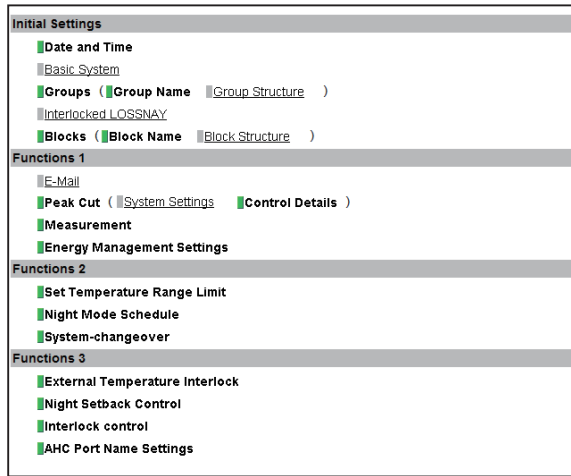 Initial Settings
Date and Time
Basic System
Groups ( Group Name Group Structure )
Interlocked LOSSNAY
Blocks ( Block Name Block Structure )
Functions 1
E-Mail
Peak Cut ( System Settings Control Details )
Measurement
Energy Management Settings
Functions 2
Set Temperature Range Limit
Night Mode Schedule
System-changeover
Functions 3
External Temperature Interlock
Night Setback Control
Interlock control
AHC Port Name Settings